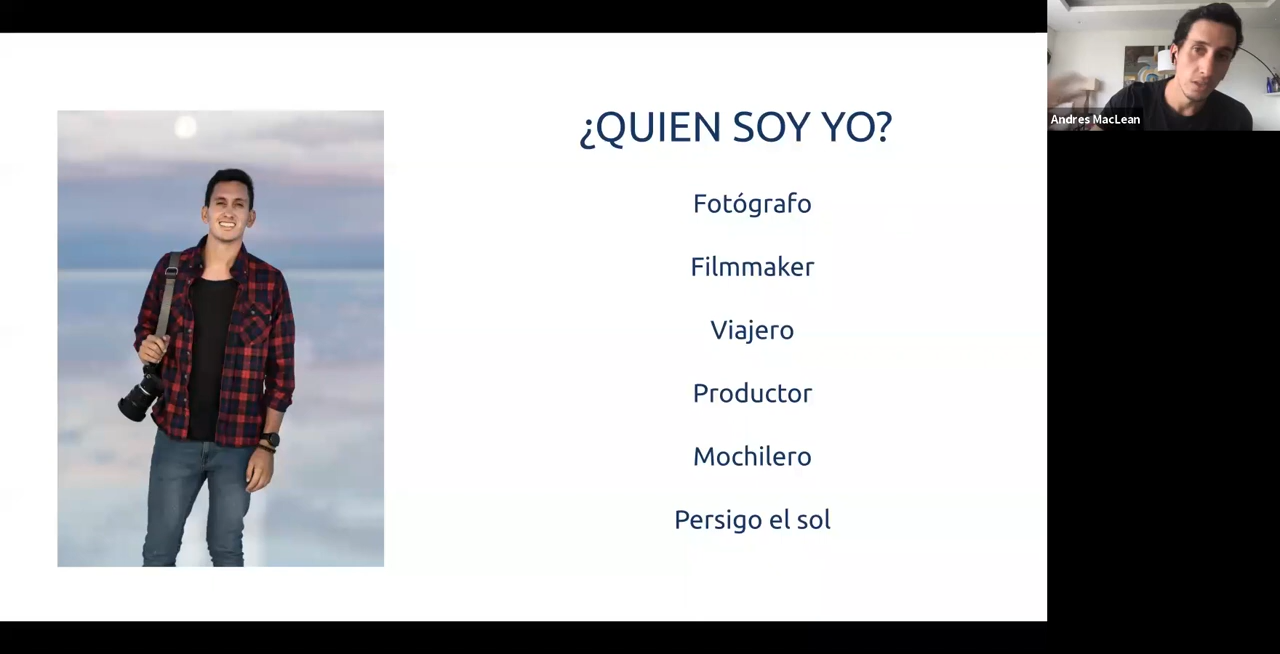 ¿QUIEN SOY YO?
Fotógrafo
Filmmaker
Viajero
Productor
Mochilero
Persigo el sol
Andres MacLean